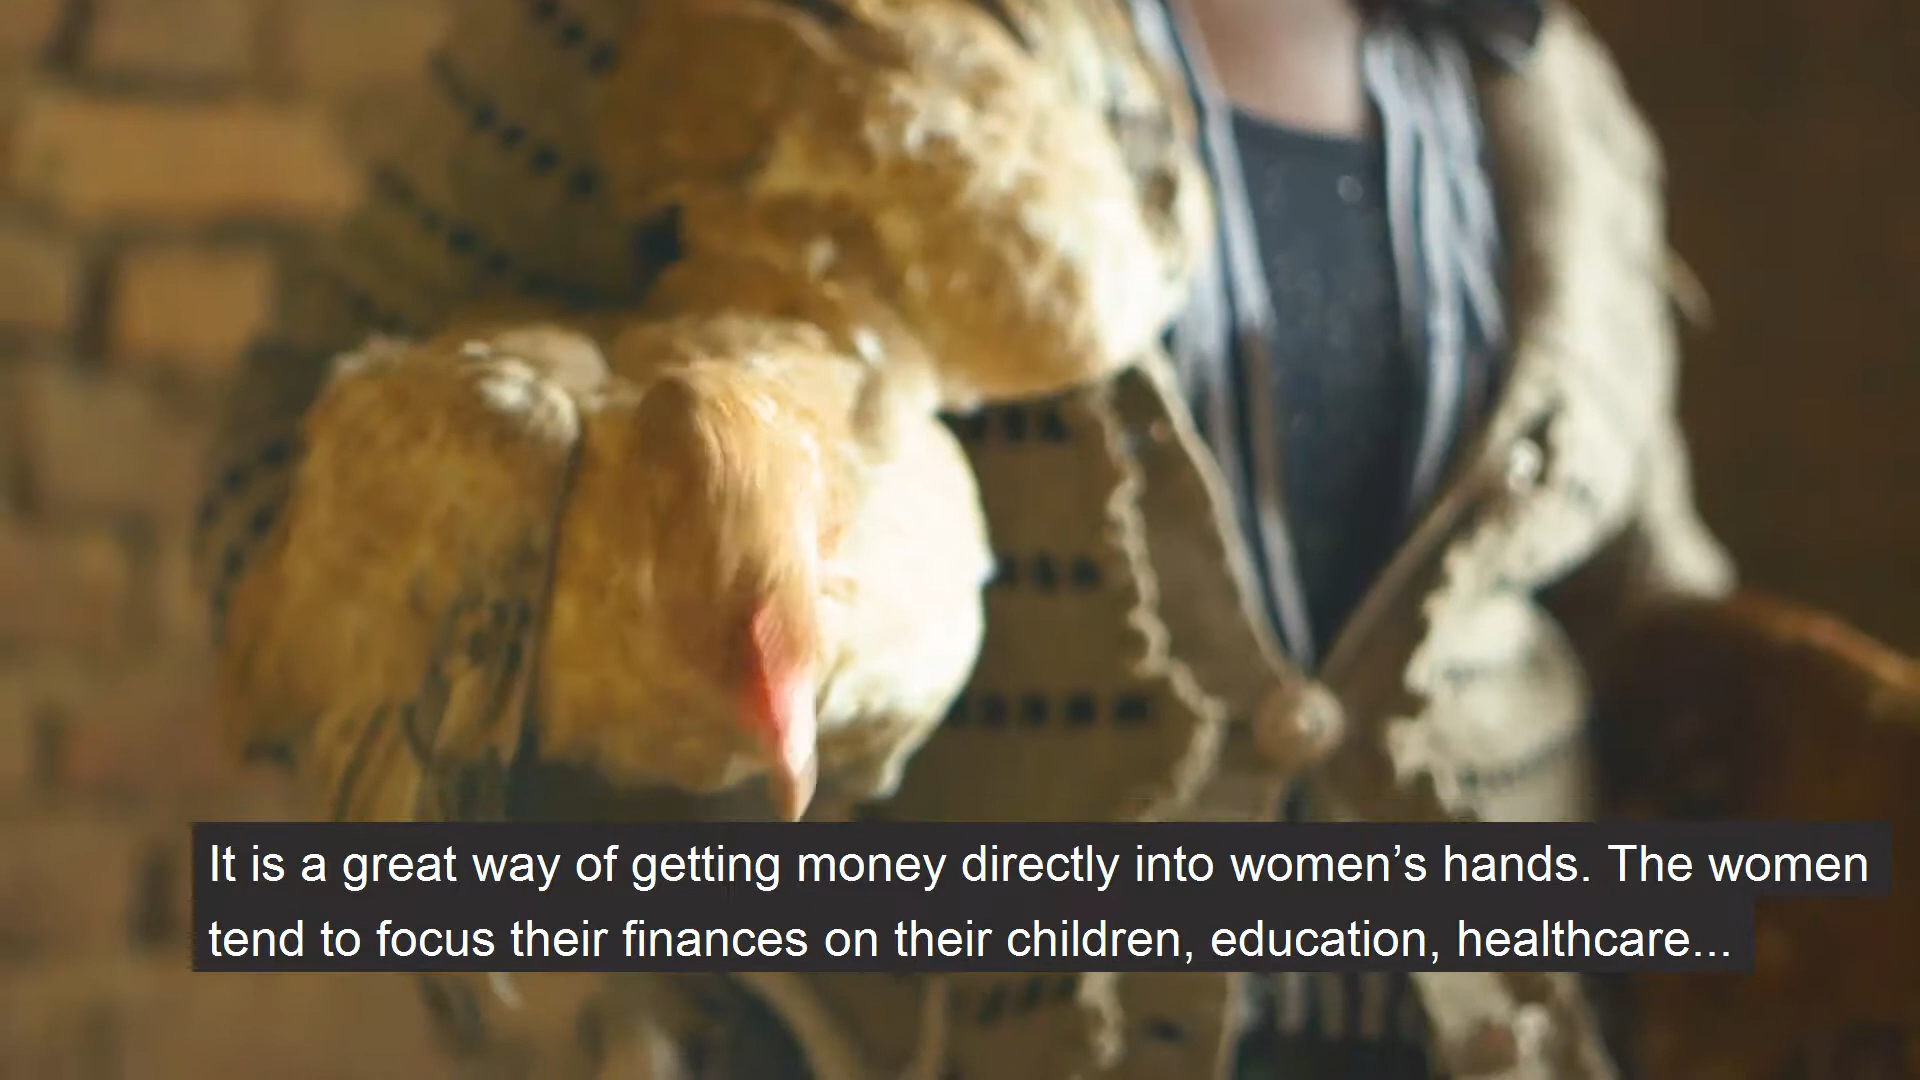 It is a great way of getting money directly into women’s hands. The women
tend to focus their finances on their children, education, healthcare...